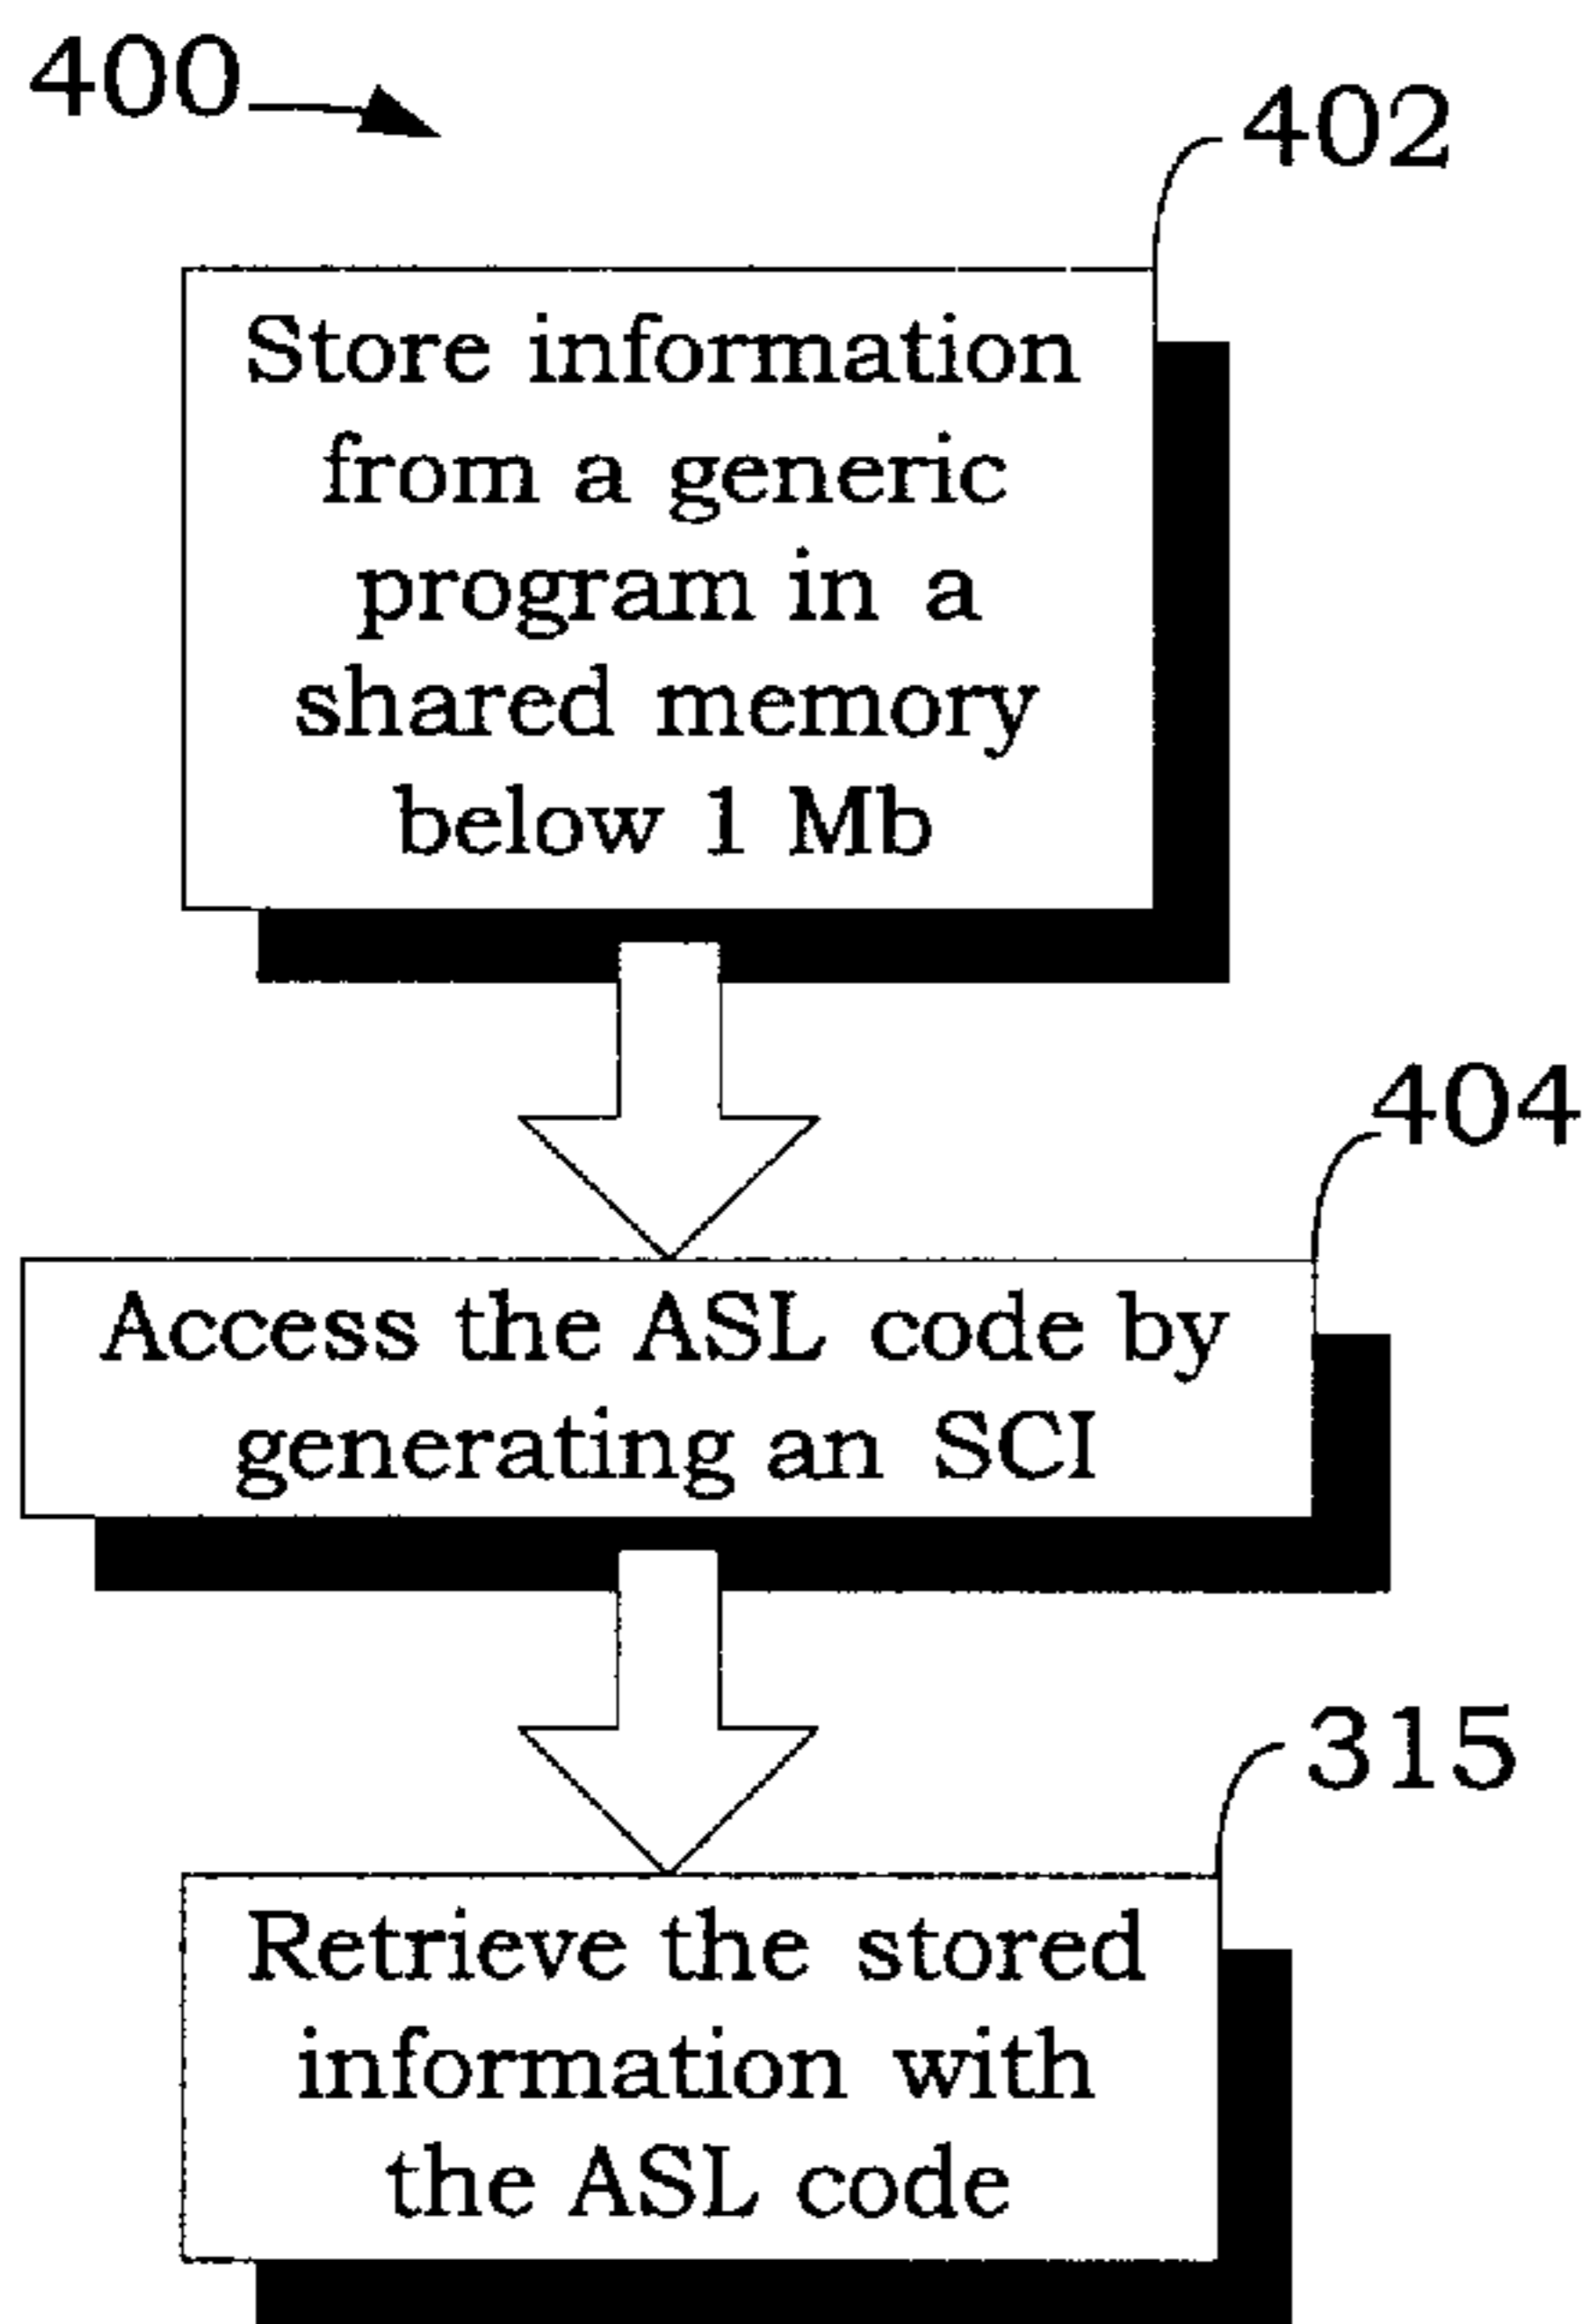 400
402
Store information
from a generic
program in a
shared memory
below 1 Mb
404
Access the ASL code by
generating an SCI
315
Retrieve the stored
information with
the ASL code